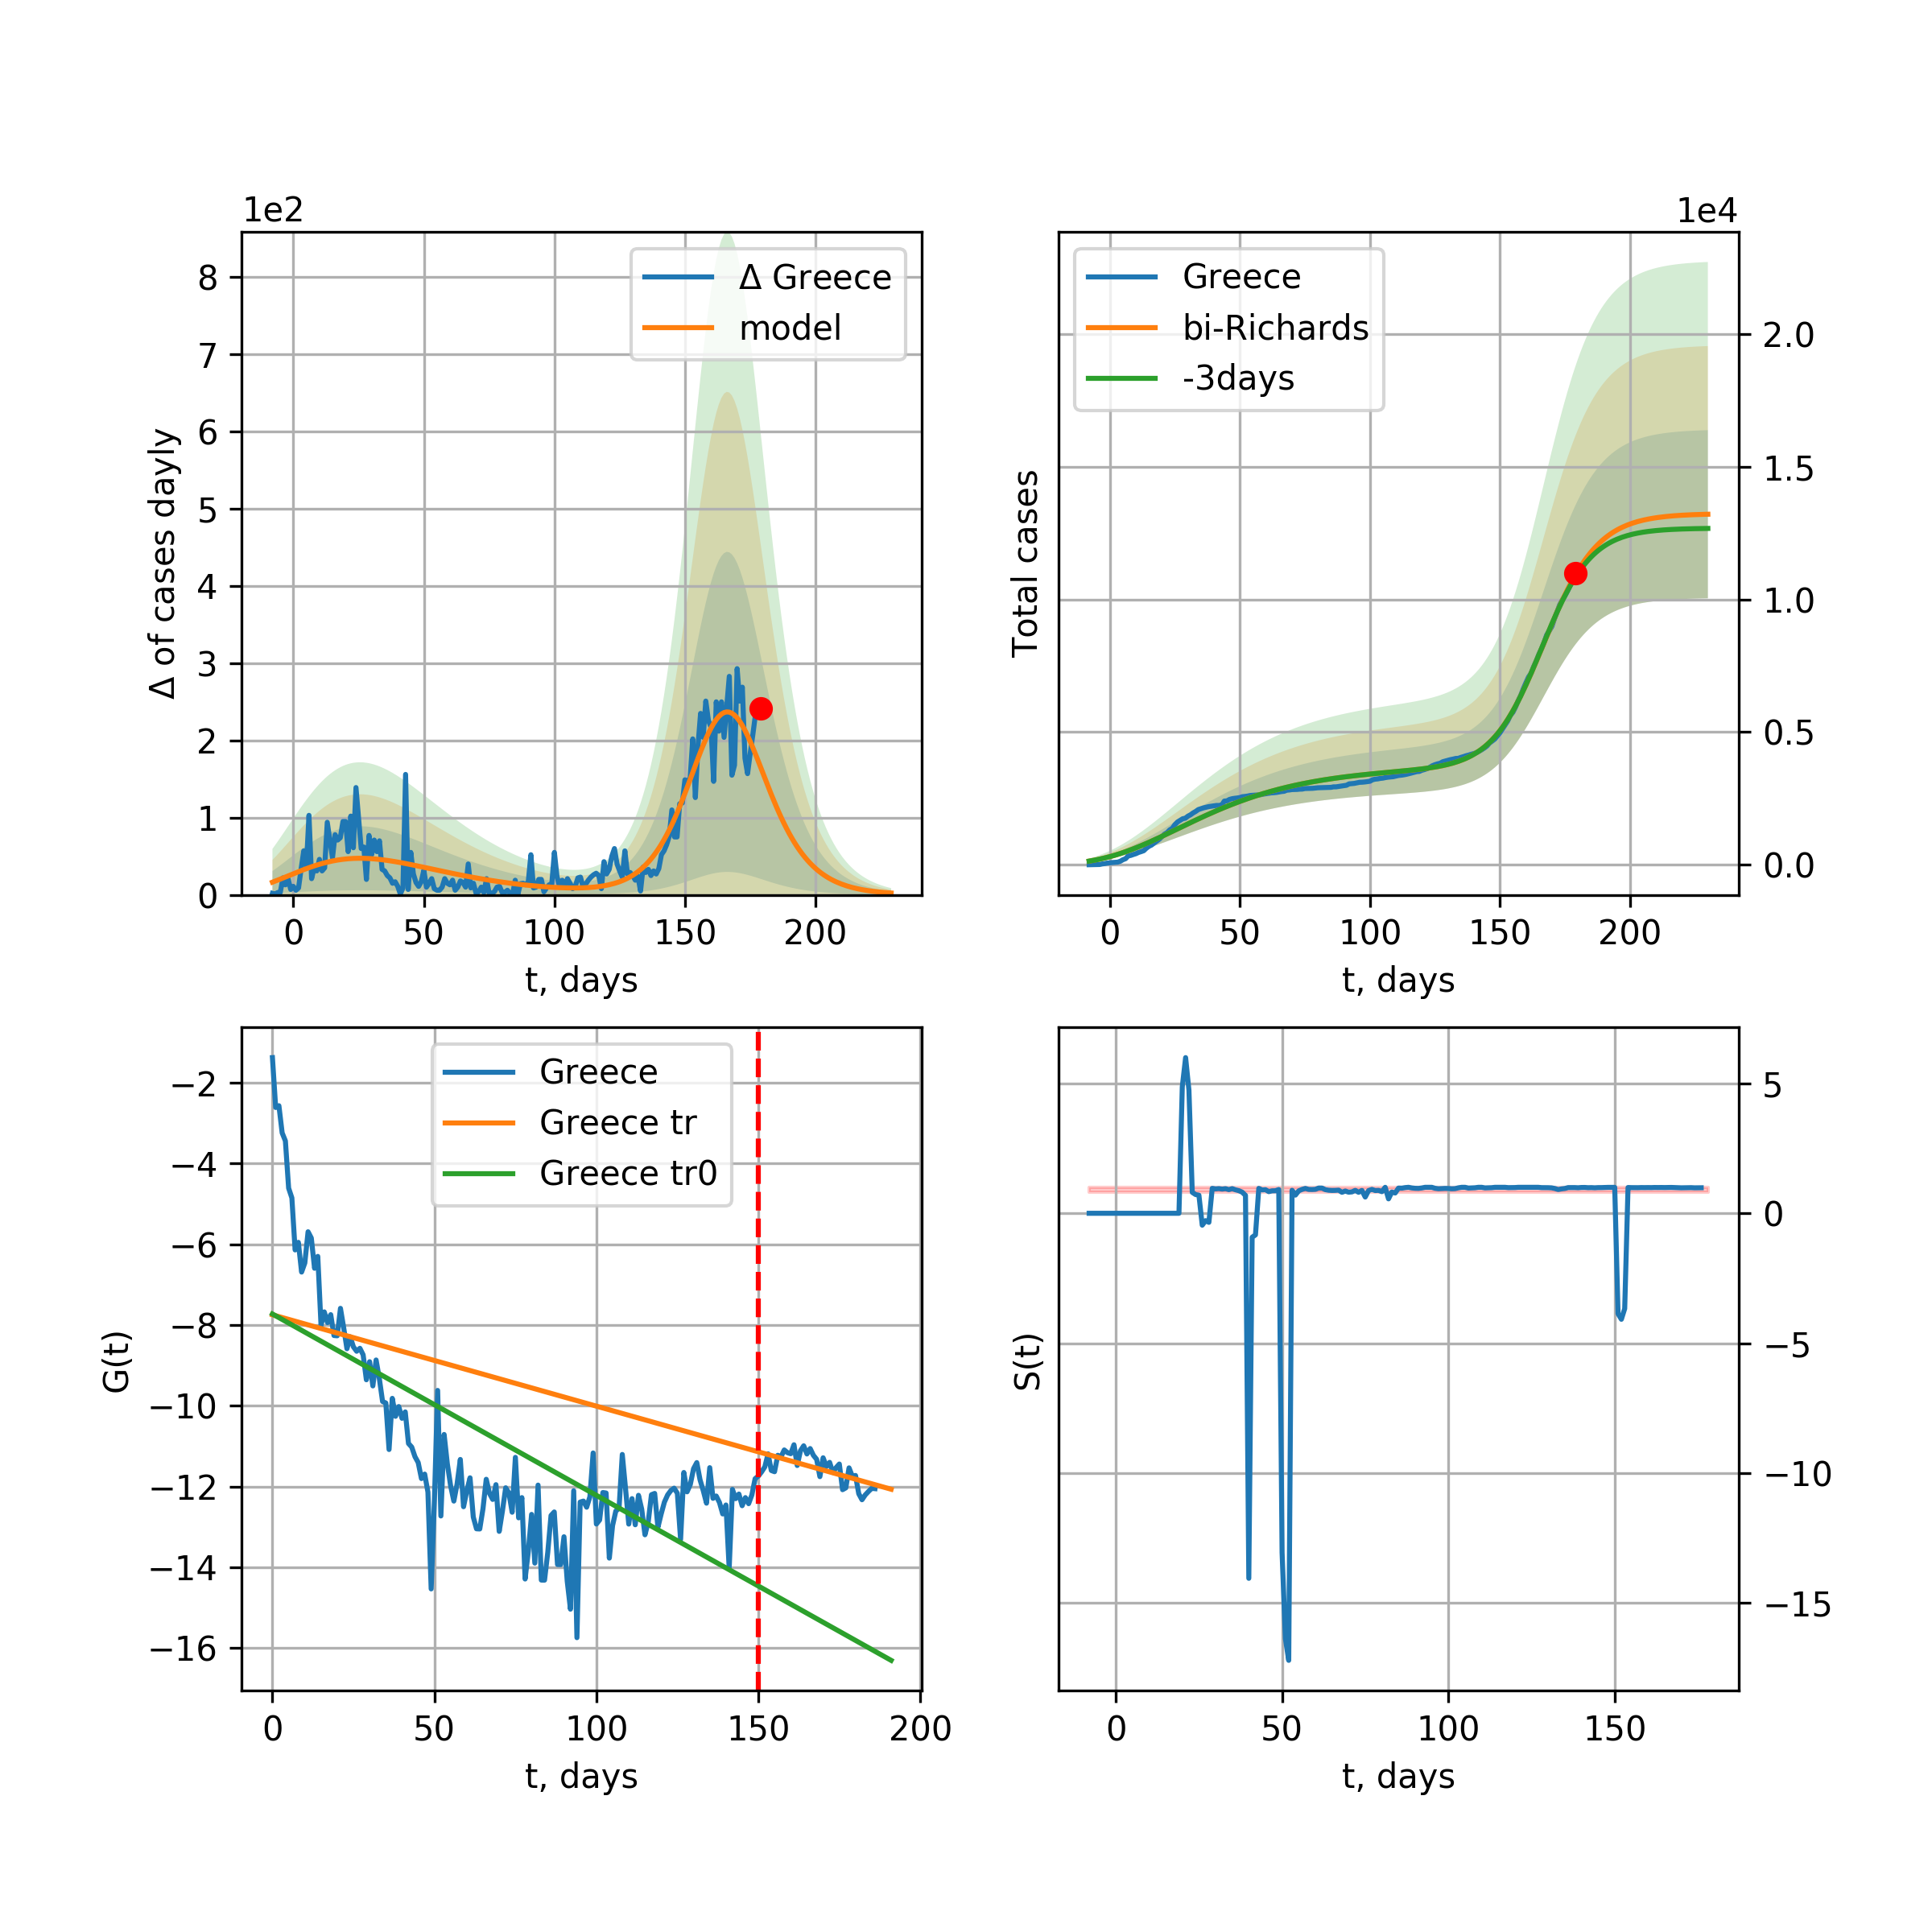 1e2
Δ of cases dayly
8
7
6
5
4
3
2
1
0
0 50 100 150 200
t, days
Δ Greece
model
1e4
Total cases
2.0
1.5
1.0
0.5
0.0
0 50 100 150 200
t, days
Greece
bi-Richards
-3days
G(t)
−2
−4
−6
−8
−10
−12
−14
−16
0 50 100 150 200
t, days
Greece
Greece tr
Greece tr0
S(t)
5
0
−5
−10
−15
0 50 100 150
t, days